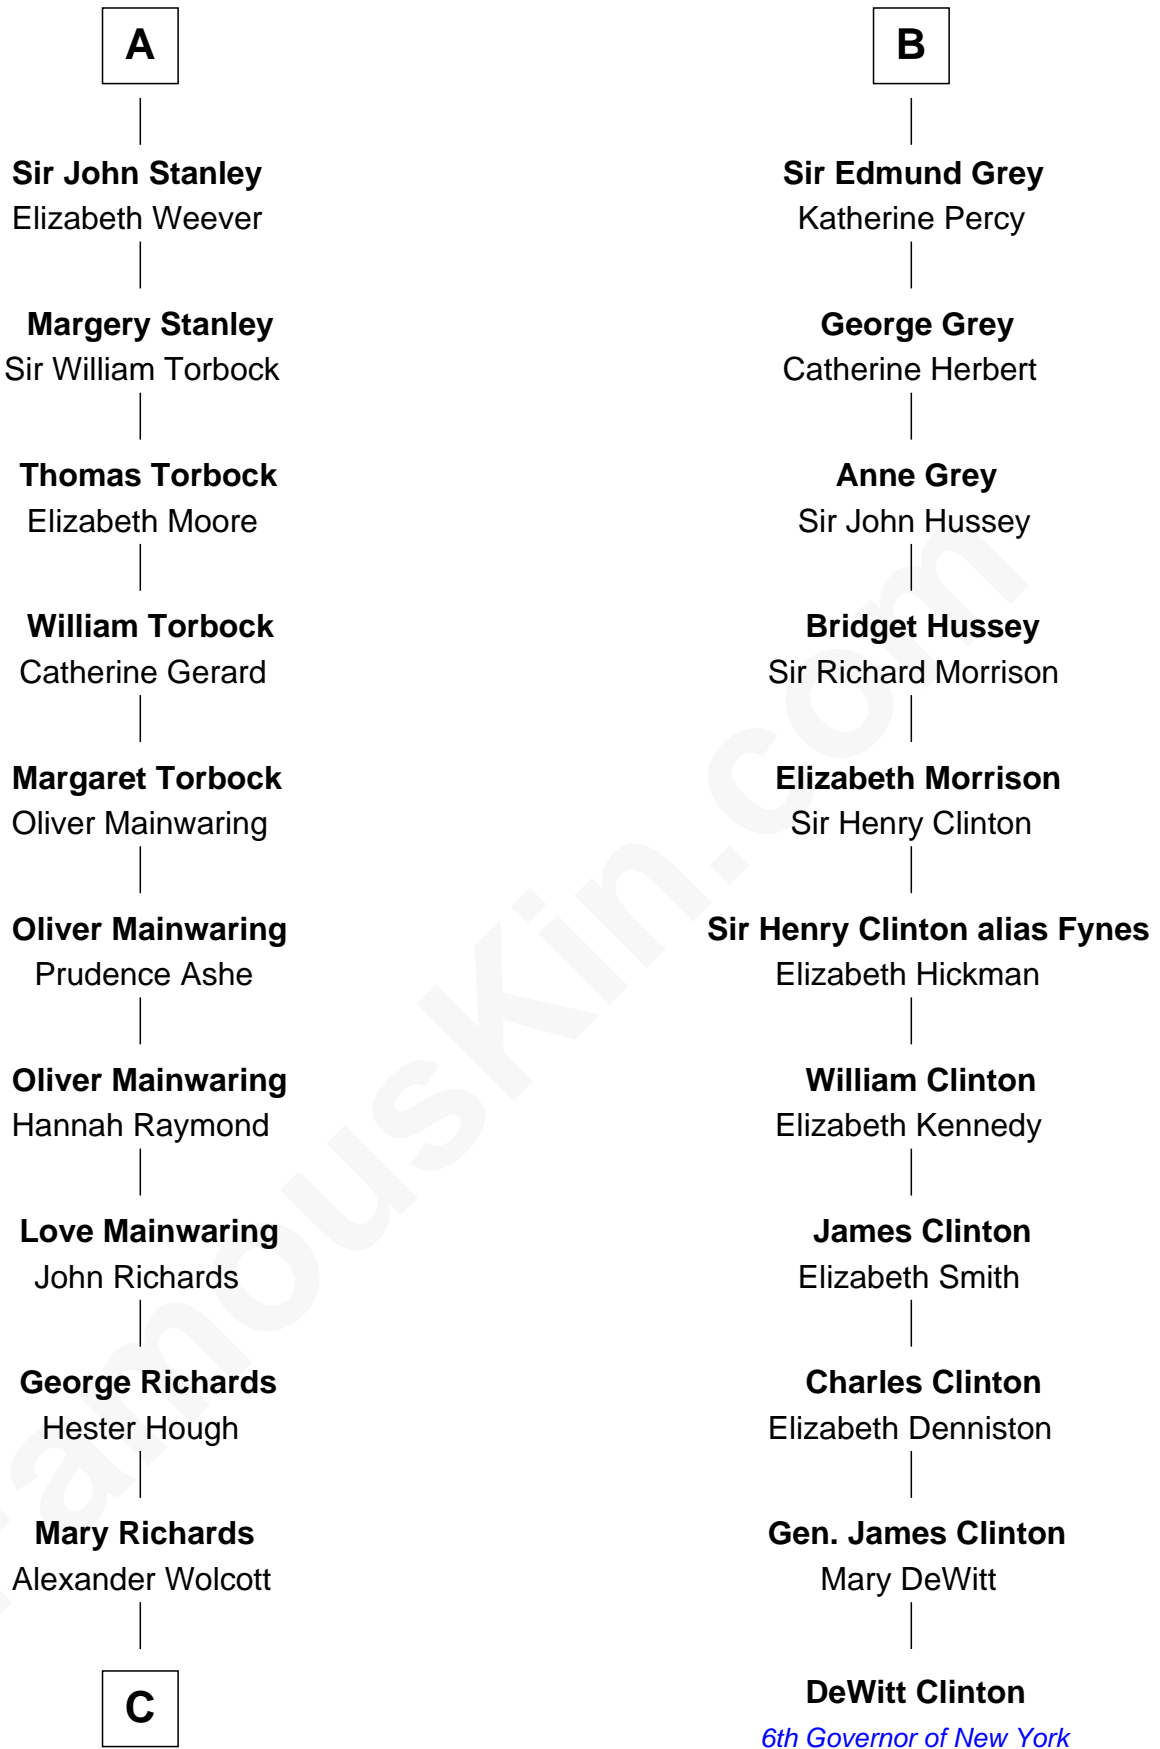 A
Sir John Stanley
Elizabeth Weever
Margery Stanley
Sir William Torbock
Thomas Torbock
Elizabeth Moore
William Torbock
Catherine Gerard
Margaret Torbock
Oliver Mainwaring
Oliver Mainwaring
Prudence Ashe
Oliver Mainwaring
Hannah Raymond
Love Mainwaring
John Richards
George Richards
Hester Hough
Mary Richards
Alexander Wolcott
C
B
Sir Edmund Grey
Katherine Percy
George Grey
Catherine Herbert
Anne Grey
Sir John Hussey
Bridget Hussey
Sir Richard Morrison
Elizabeth Morrison
Sir Henry Clinton
Sir Henry Clinton alias Fynes
Elizabeth Hickman
William Clinton
Elizabeth Kennedy
James Clinton
Elizabeth Smith
Charles Clinton
Elizabeth Denniston
Gen. James Clinton
Mary DeWitt
DeWitt Clinton
6th Governor of New York
FamousKin.com